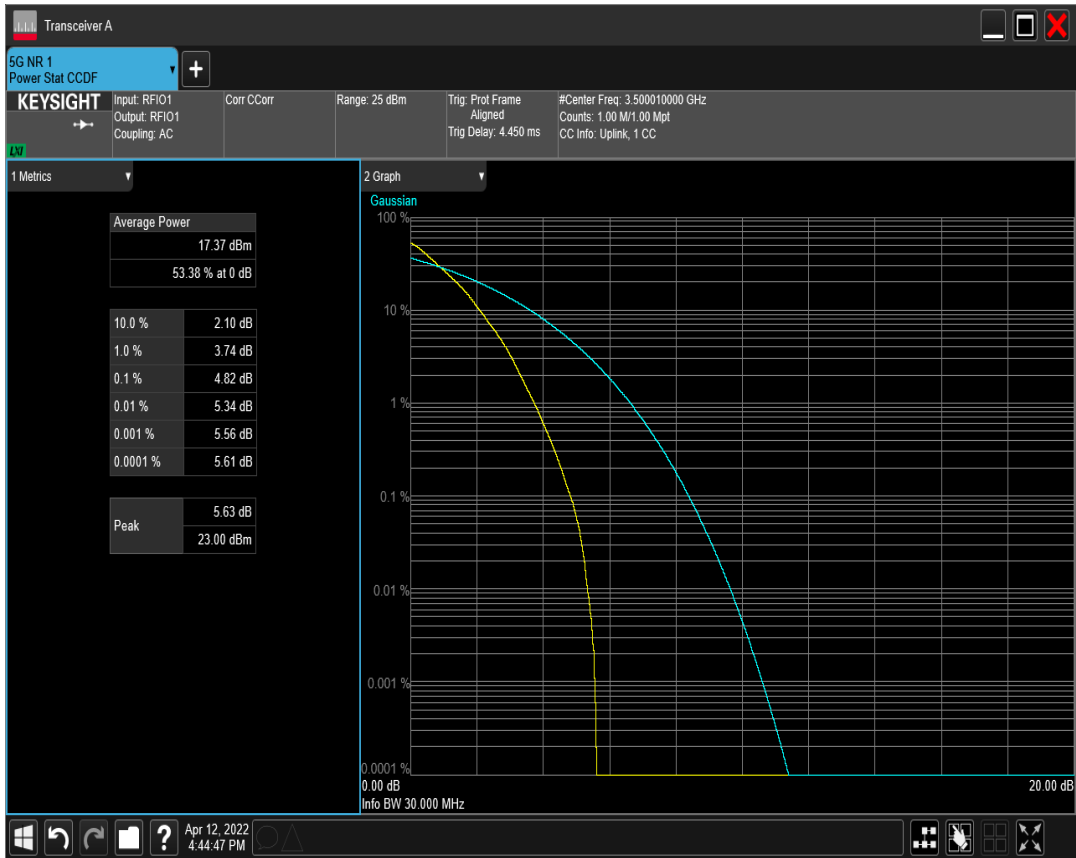 Transceiver A
5G NR 1
Power Stat CCDF
+
KEYSIGHT
LXI
Input: RFIO1
Output: RFIO1
Coupling: AC
Corr CCorr
Range: 25 dBm
Trig: Prot Frame
Aligned
Trig Delay: 4.450 ms
#Center Freq: 3.500010000 GHz
Counts: 1.00 M/1.00 Mpt
CC Info: Uplink, 1 CC
1 Metrics
Average Power
17.37 dBm
53.38 % at 0 dB
10.0 % 2.10 dB
1.0 % 3.74 dB
0.1 % 4.82 dB
0.01 % 5.34 dB
0.001 % 5.56 dB
0.0001 % 5.61 dB
Peak
5.63 dB
23.00 dBm
2 Graph
Gaussian
100 %
10 %
1 %
0.1 %
0.01 %
0.001 %
0.0001 %
0.00 dB 20.00 dB
Info BW 30.000 MHz
?
Apr 12, 2022
4:44:47 PM